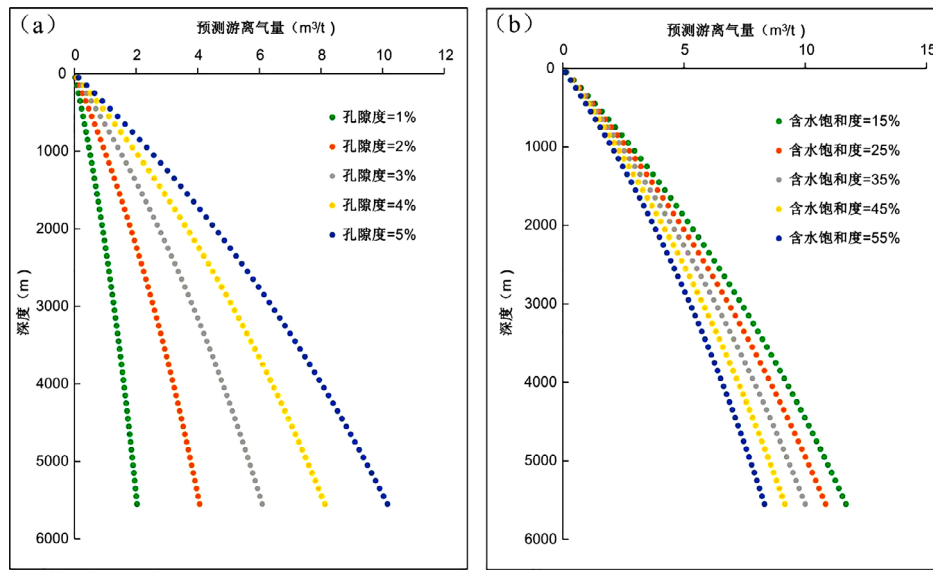 (a)
预测游离气量（m³/t）
0 2 4 6 8 10 12
0
1000
2000
3000
4000
5000
6000
深度（m）
孔隙度=1%
孔隙度=2%
孔隙度=3%
孔隙度=4%
孔隙度=5%
(b)
预测游离气量（m³/t）
0 5 10 15
0
1000
2000
3000
4000
5000
6000
深度（m）
含水饱和度=15%
含水饱和度=25%
含水饱和度=35%
含水饱和度=45%
含水饱和度=55%